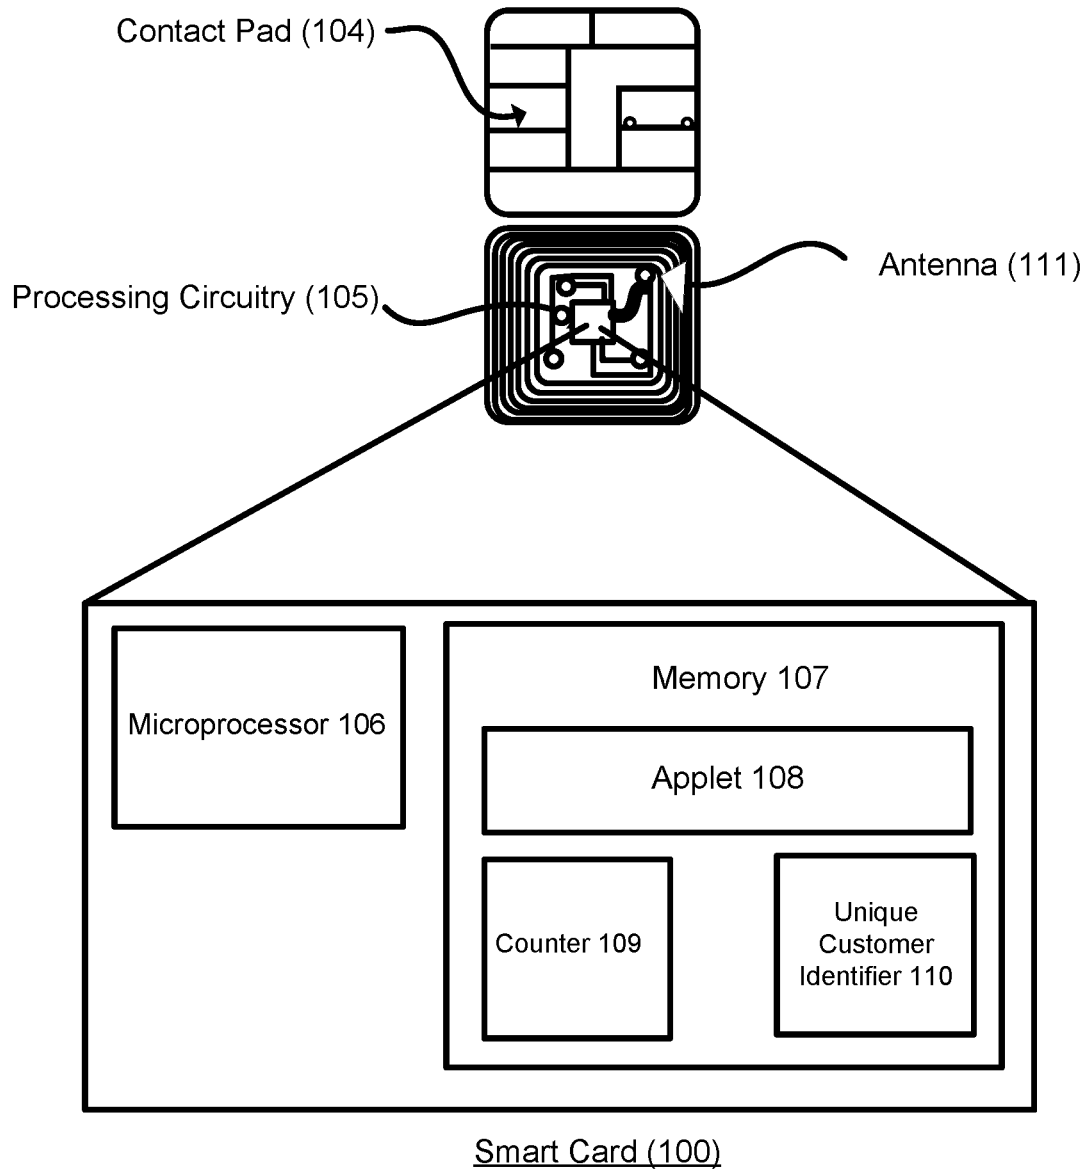 Contact Pad (104)
Antenna (111)
Processing Circuitry (105)
Memory 107
Microprocessor 106
Applet 108
Counter 109
Unique
Customer
Identifier 110
Smart Card (100)